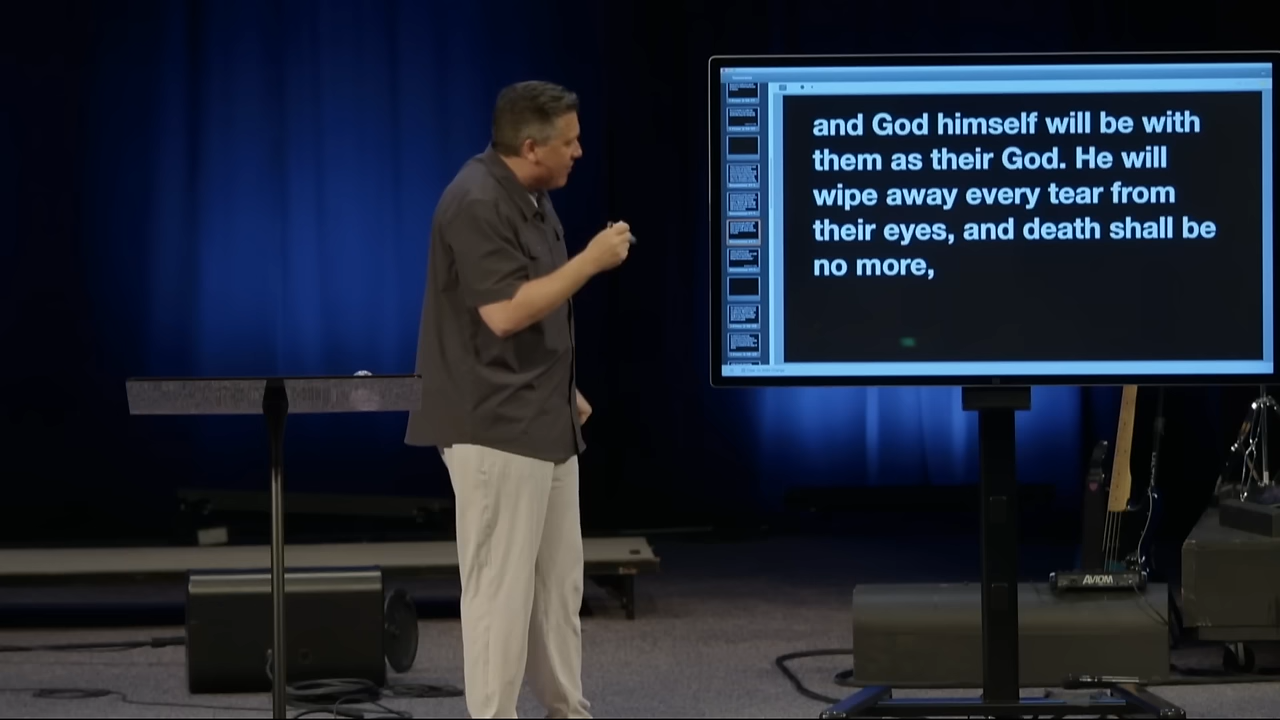 and God himself will be with
them as their God. He will
wipe away every tear from
their eyes, and death shall be
no more,
AVIOM